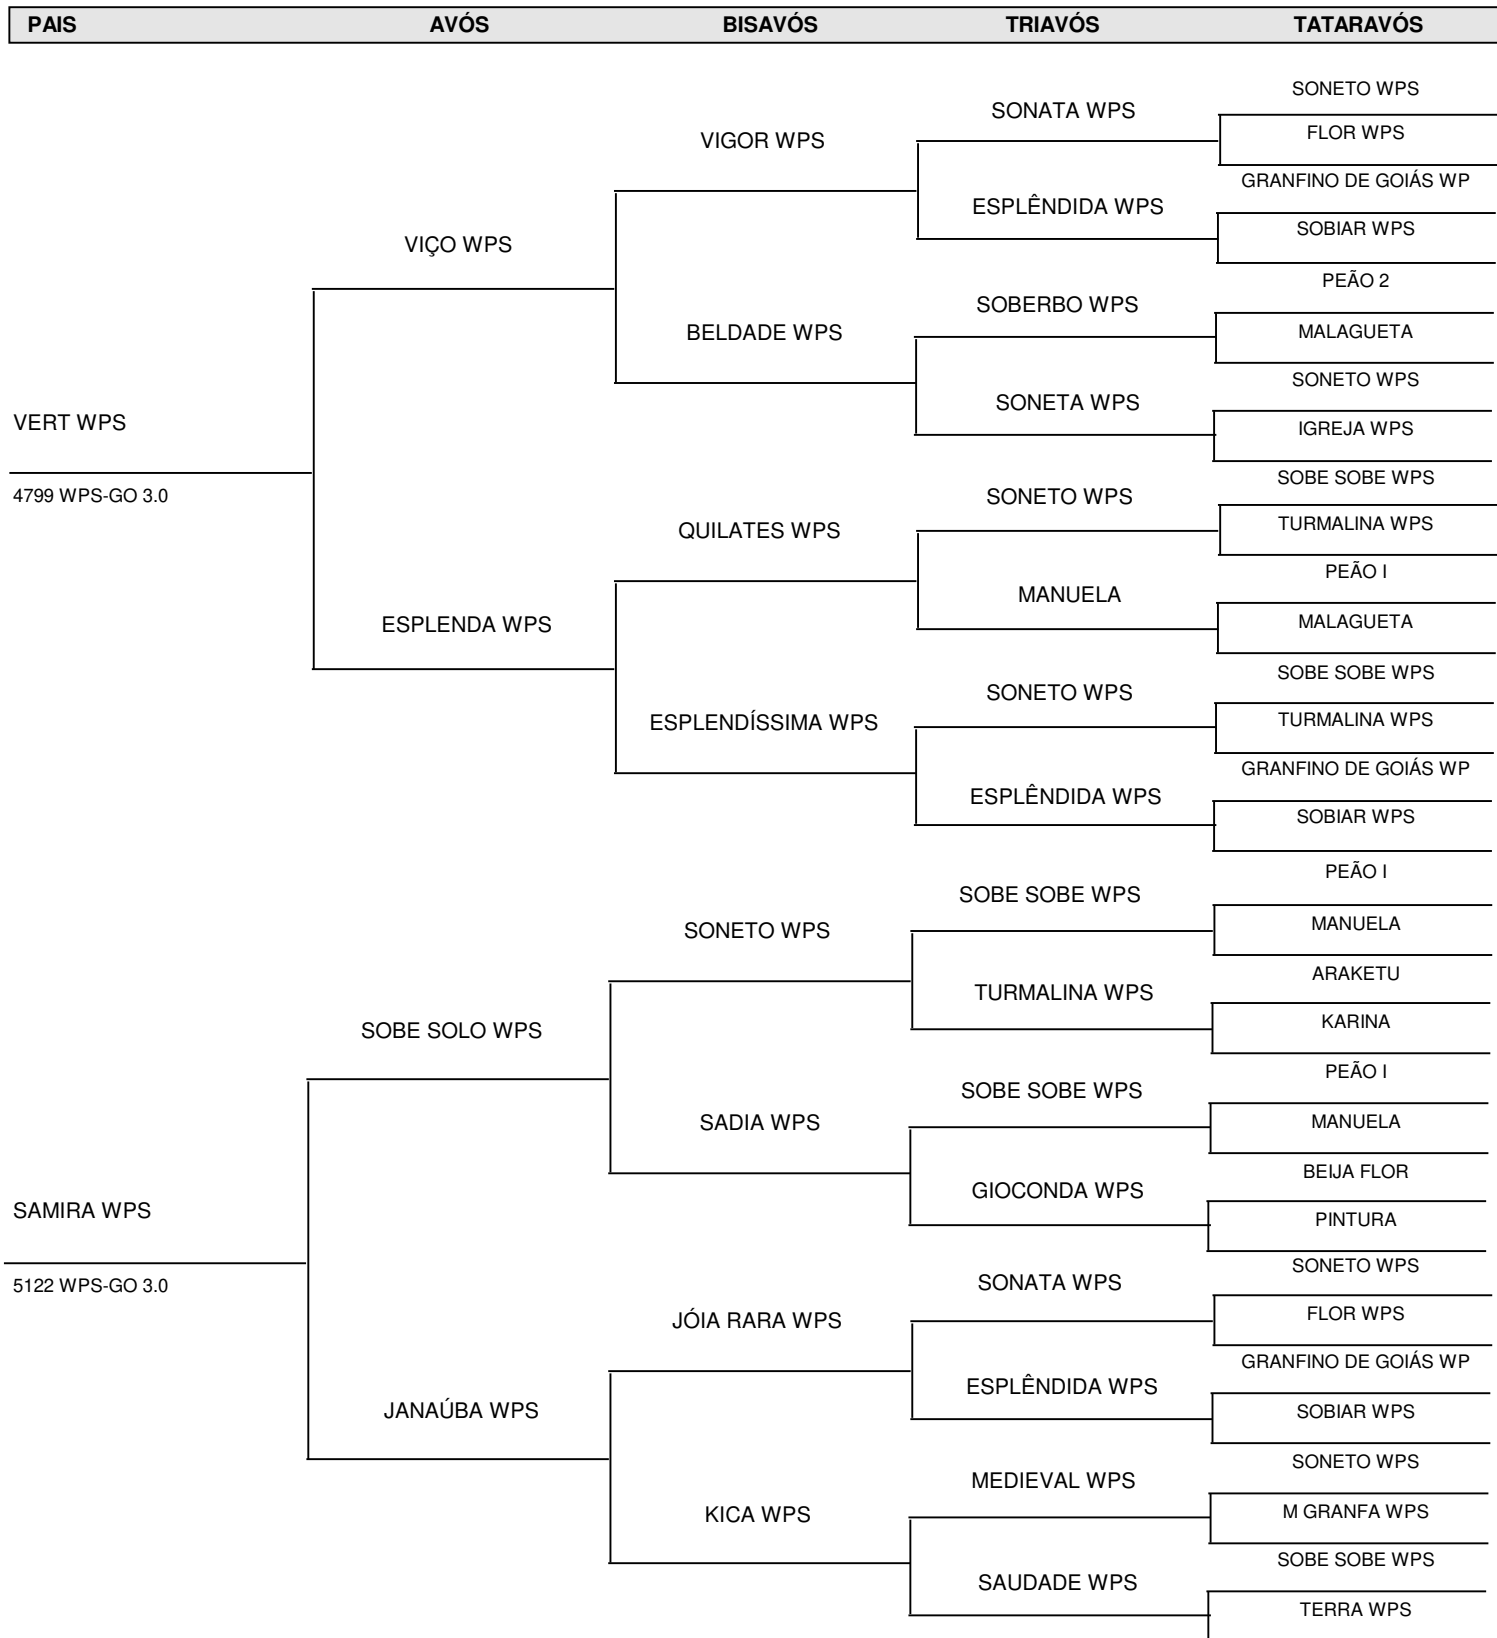 PAIS AVÓS BISAVÓS TRIAVÓS TATARAVÓS
SONETO WPS
SONATA WPS
FLOR WPS
VIGOR WPS
GRANFINO DE GOIÁS WP
ESPLÊNDIDA WPS
SOBIAR WPS
VIÇO WPS
PEÃO 2
SOBERBO WPS
MALAGUETA
BELDADE WPS
SONETO WPS
SONETA WPS
IGREJA WPS
VERT WPS
4799 WPS-GO 3.0
SOBE SOBE WPS
SONETO WPS
TURMALINA WPS
QUILATES WPS
PEÃO I
MANUELA
MALAGUETA
ESPLENDA WPS
SOBE SOBE WPS
SONETO WPS
TURMALINA WPS
ESPLENDÍSSIMA WPS
GRANFINO DE GOIÁS WP
ESPLÊNDIDA WPS
SOBIAR WPS
PEÃO I
SOBE SOBE WPS
MANUELA
SONETO WPS
ARAKETU
TURMALINA WPS
KARINA
SOBE SOLO WPS
PEÃO I
SOBE SOBE WPS
MANUELA
SADIA WPS
BEIJA FLOR
GIOCONDA WPS
PINTURA
SAMIRA WPS
5122 WPS-GO 3.0
SONETO WPS
SONATA WPS
FLOR WPS
JÓIA RARA WPS
GRANFINO DE GOIÁS WP
ESPLÊNDIDA WPS
SOBIAR WPS
JANAÚBA WPS
SONETO WPS
MEDIEVAL WPS
M GRANFA WPS
KICA WPS
SOBE SOBE WPS
SAUDADE WPS
TERRA WPS